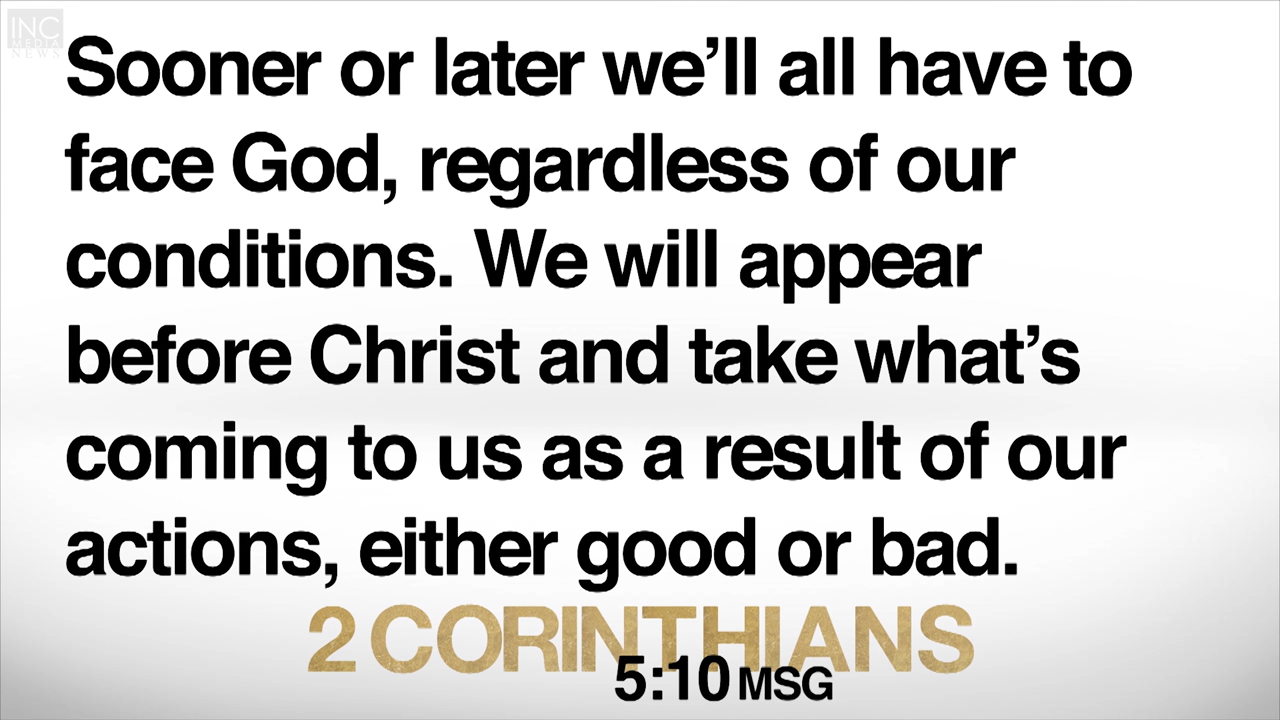 INC
MEDIA
NEWS
Sooner or later we’ll all have to
face God, regardless of our
conditions. We will appear
before Christ and take what’s
coming to us as a result of our
actions, either good or bad.
2 CORINTHIANS
5:10 MSG